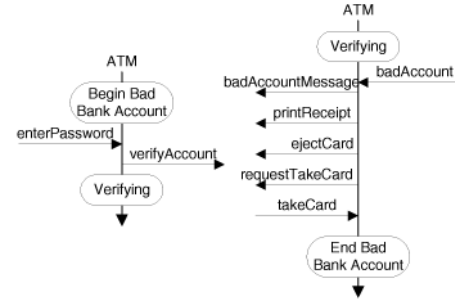 ATM
Begin Bad
Bank Account
enterPassword
verifyAccount
Verifying
ATM
Verifying
badAccount
badAccountMessage
printReceipt
ejectCard
requestTakeCard
takeCard
End Bad
Bank Account